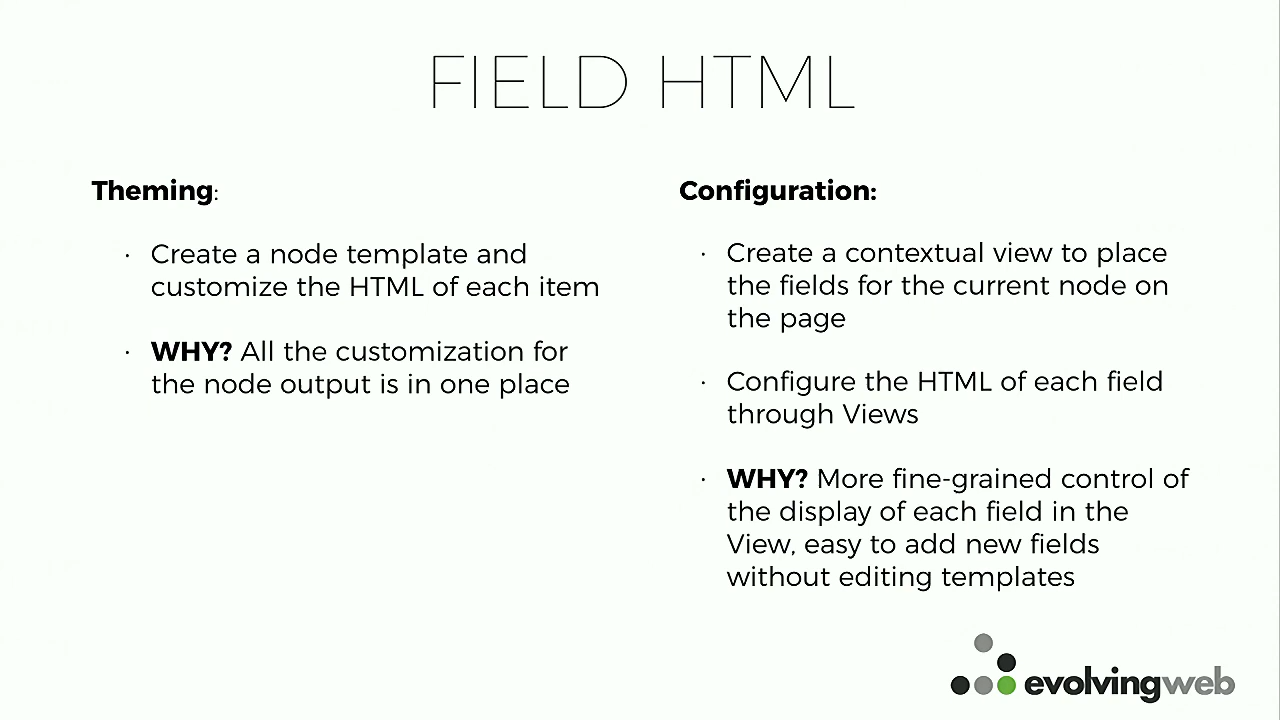 FIELD HTML
Theming:
· Create a node template and
customize the HTML of each item
· WHY? All the customization for
the node output is in one place
Configuration:
· Create a contextual view to place
the fields for the current node on
the page
· Configure the HTML of each field
through Views
· WHY? More fine-grained control of
the display of each field in the
View, easy to add new fields
without editing templates
evolvingweb